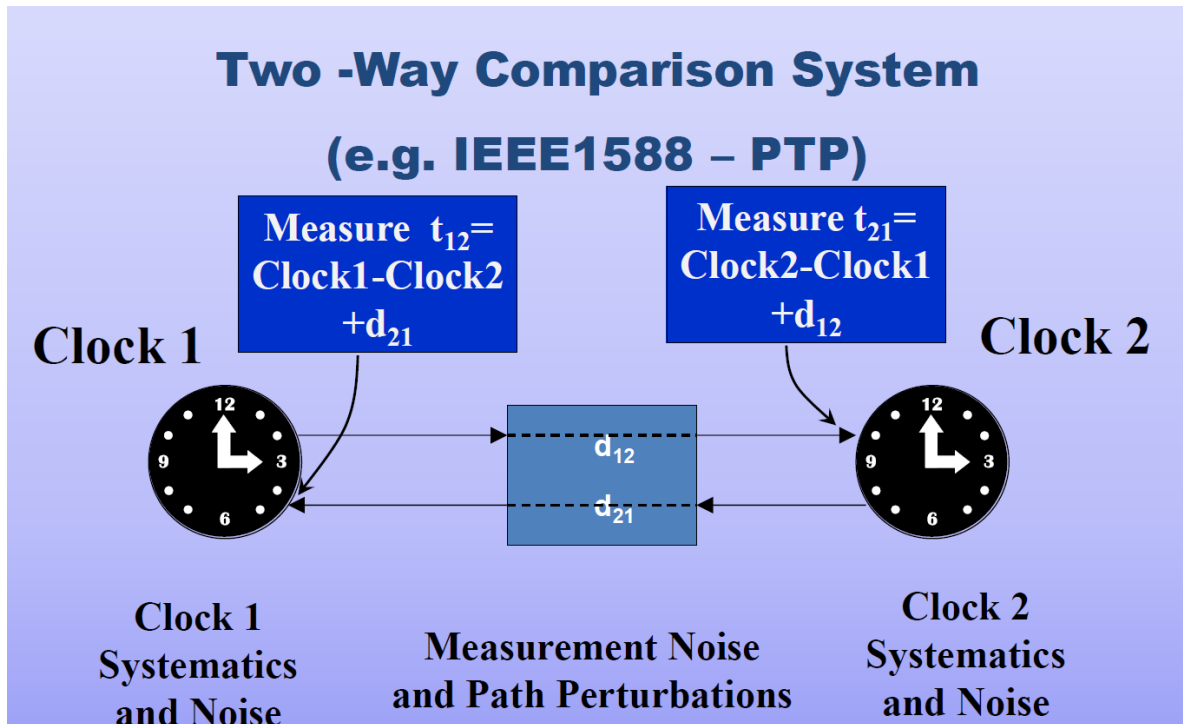 Two -Way Comparison System
(e.g. IEEE1588 – PTP)
Measure t12=
Clock1-Clock2
+d21
Measure t21=
Clock2-Clock1
+d12
Clock 1
Clock 2
12
9
3
6
12
9
3
6
d12
d21
Clock 1
Systematics
and Noise
Measurement Noise
and Path Perturbations
Clock 2
Systematics
and Noise